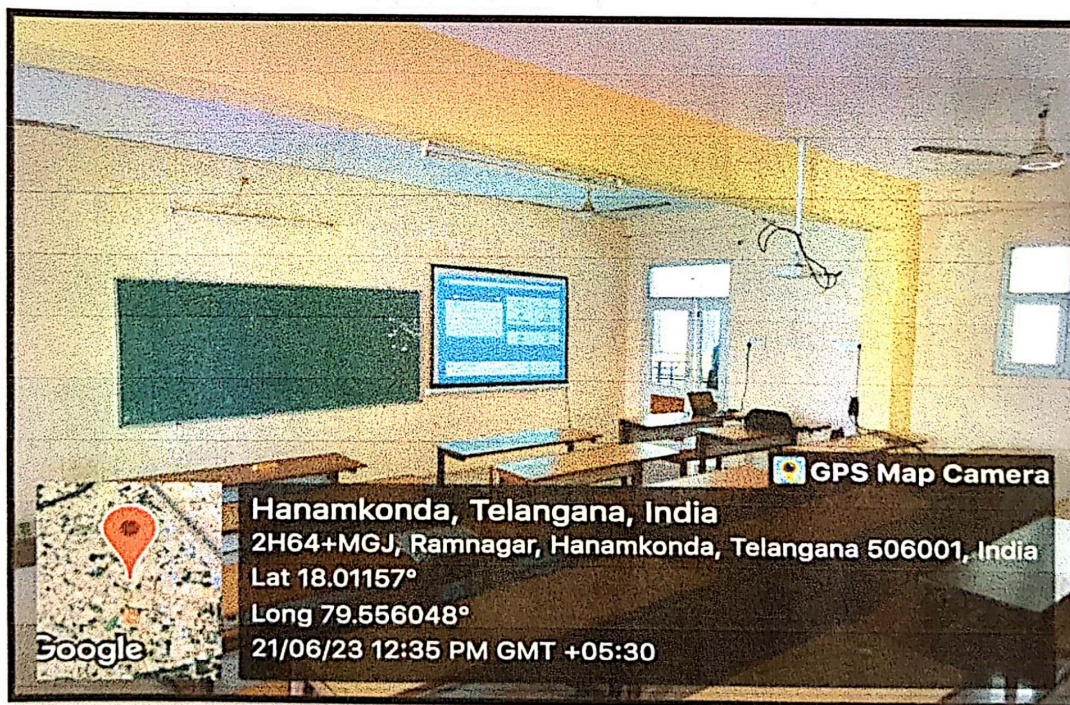 GPS Map Camera
Hanamkonda, Telangana, India
2H64+MGJ, Ramnagar, Hanamkonda, Telangana 506001, India
Lat 18.01157°
Long 79.556048°
21/06/23 12:35 PM GMT +05:30
Google